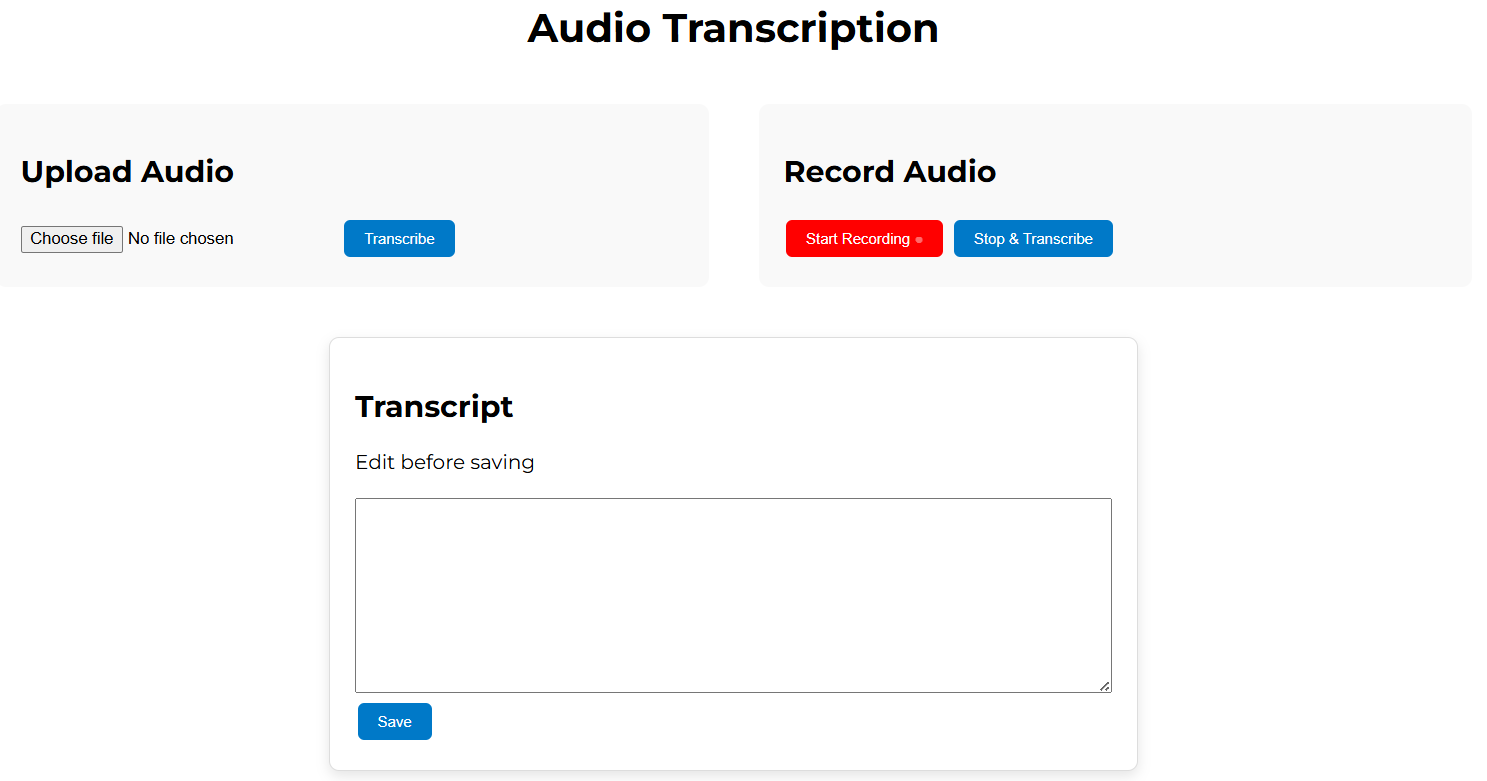 Audio Transcription
Upload Audio
Choose file No file chosen
Transcribe
Record Audio
Start Recording
Stop & Transcribe
Transcript
Edit before saving
Save